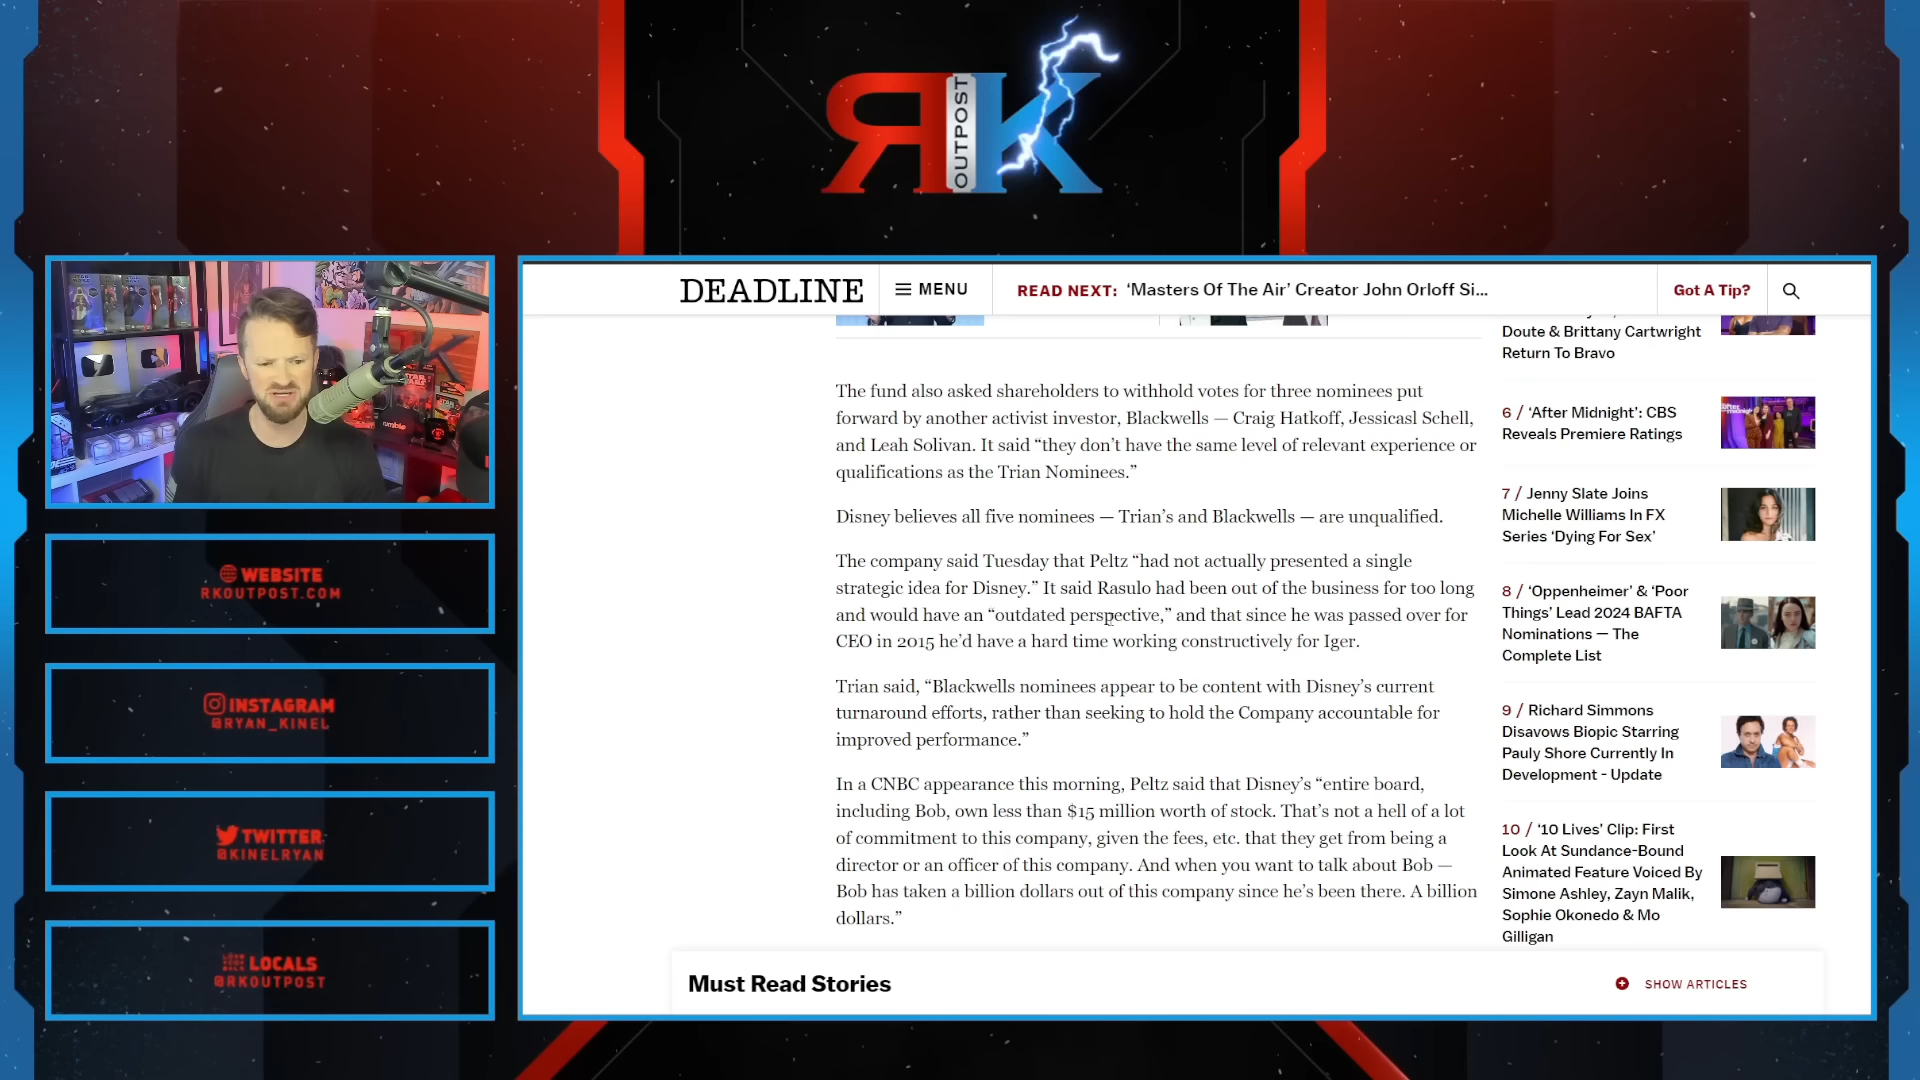 RK
OUTPOST
DEADLINE
MENU
READ NEXT: ‘Masters Of The Air’ Creator John Orloff Si...
Got A Tip?
The fund also asked shareholders to withhold votes for three nominees put
forward by another activist investor, Blackwells — Craig Hatkoff, Jessicasl Schell,
and Leah Solivan. It said “they don’t have the same level of relevant experience or
qualifications as the Trian Nominees.”
Disney believes all five nominees — Trian’s and Blackwells — are unqualified.
The company said Tuesday that Peltz “had not actually presented a single
strategic idea for Disney.” It said Rasulo had been out of the business for too long
and would have an “outdated perspective,” and that since he was passed over for
CEO in 2015 he’d have a hard time working constructively for Iger.
Trian said, “Blackwells nominees appear to be content with Disney’s current
turnaround efforts, rather than seeking to hold the Company accountable for
improved performance.”
In a CNBC appearance this morning, Peltz said that Disney’s “entire board,
including Bob, own less than $15 million worth of stock. That’s not a hell of a lot
of commitment to this company, given the fees, etc. that they get from being a
director or an officer of this company. And when you want to talk about Bob —
Bob has taken a billion dollars out of this company since he’s been there. A billion
dollars.”
Doute & Brittany Cartwright
Return To Bravo
6 / ‘After Midnight’: CBS
Reveals Premiere Ratings
7 / Jenny Slate Joins
Michelle Williams In FX
Series ‘Dying For Sex’
8 / ‘Oppenheimer’ & ‘Poor
Things’ Lead 2024 BAFTA
Nominations — The
Complete List
9 / Richard Simmons
Disavows Biopic Starring
Pauly Shore Currently In
Development - Update
10 / ‘10 Lives’ Clip: First
Look At Sundance-Bound
Animated Feature Voiced By
Simone Ashley, Zayn Malik,
Sophie Okonedo & Mo
Gilligan
Must Read Stories
SHOW ARTICLES
WEBSITE
RKOUTPOST.COM
INSTAGRAM
@RYAN_KINEL
TWITTER
@KINELRYAN
LOCALS
@RKOUTPOST
rumble